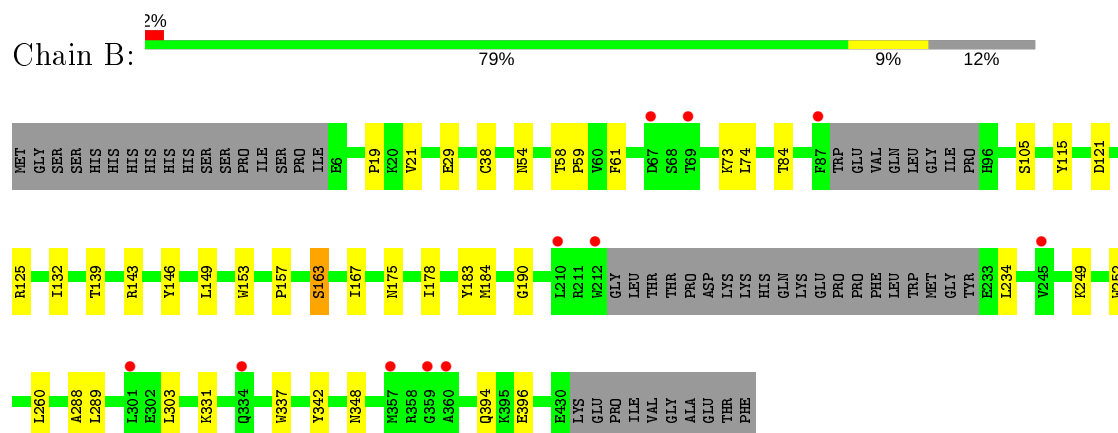 2%
Chain B:
79% 9% 12%
MET GLY SER SER HIS HIS HIS HIS HIS HIS SER SER PRO ILE SER PRO ILE E6 P19 K20 V21 E29 C38 N54 T58 P59 V60 F61 D67 S68 T69 K73 L74 T84 F87 TRP GLU VAL GLN LEU GLY ILE PRO H96 S105 Y115 D121
R125 I132 T139 R143 Y146 L149 W153 P157 S163 I167 N175 I178 Y183 M184 G190 L210 R211 W212 GLY LEU THR THR PRO ASP LYS LYS HIS GLN LYS GLU PRO PRO PHE LEU TRP MET GLY TYR E233 L234 V245 K249 W252
L260 A288 L289 L301 E302 L303 K331 Q334 W337 Y342 N348 M357 R358 G359 A360 Q394 K395 E396 E430 LYS GLU PRO ILE VAL GLY ALA GLU THR PHE